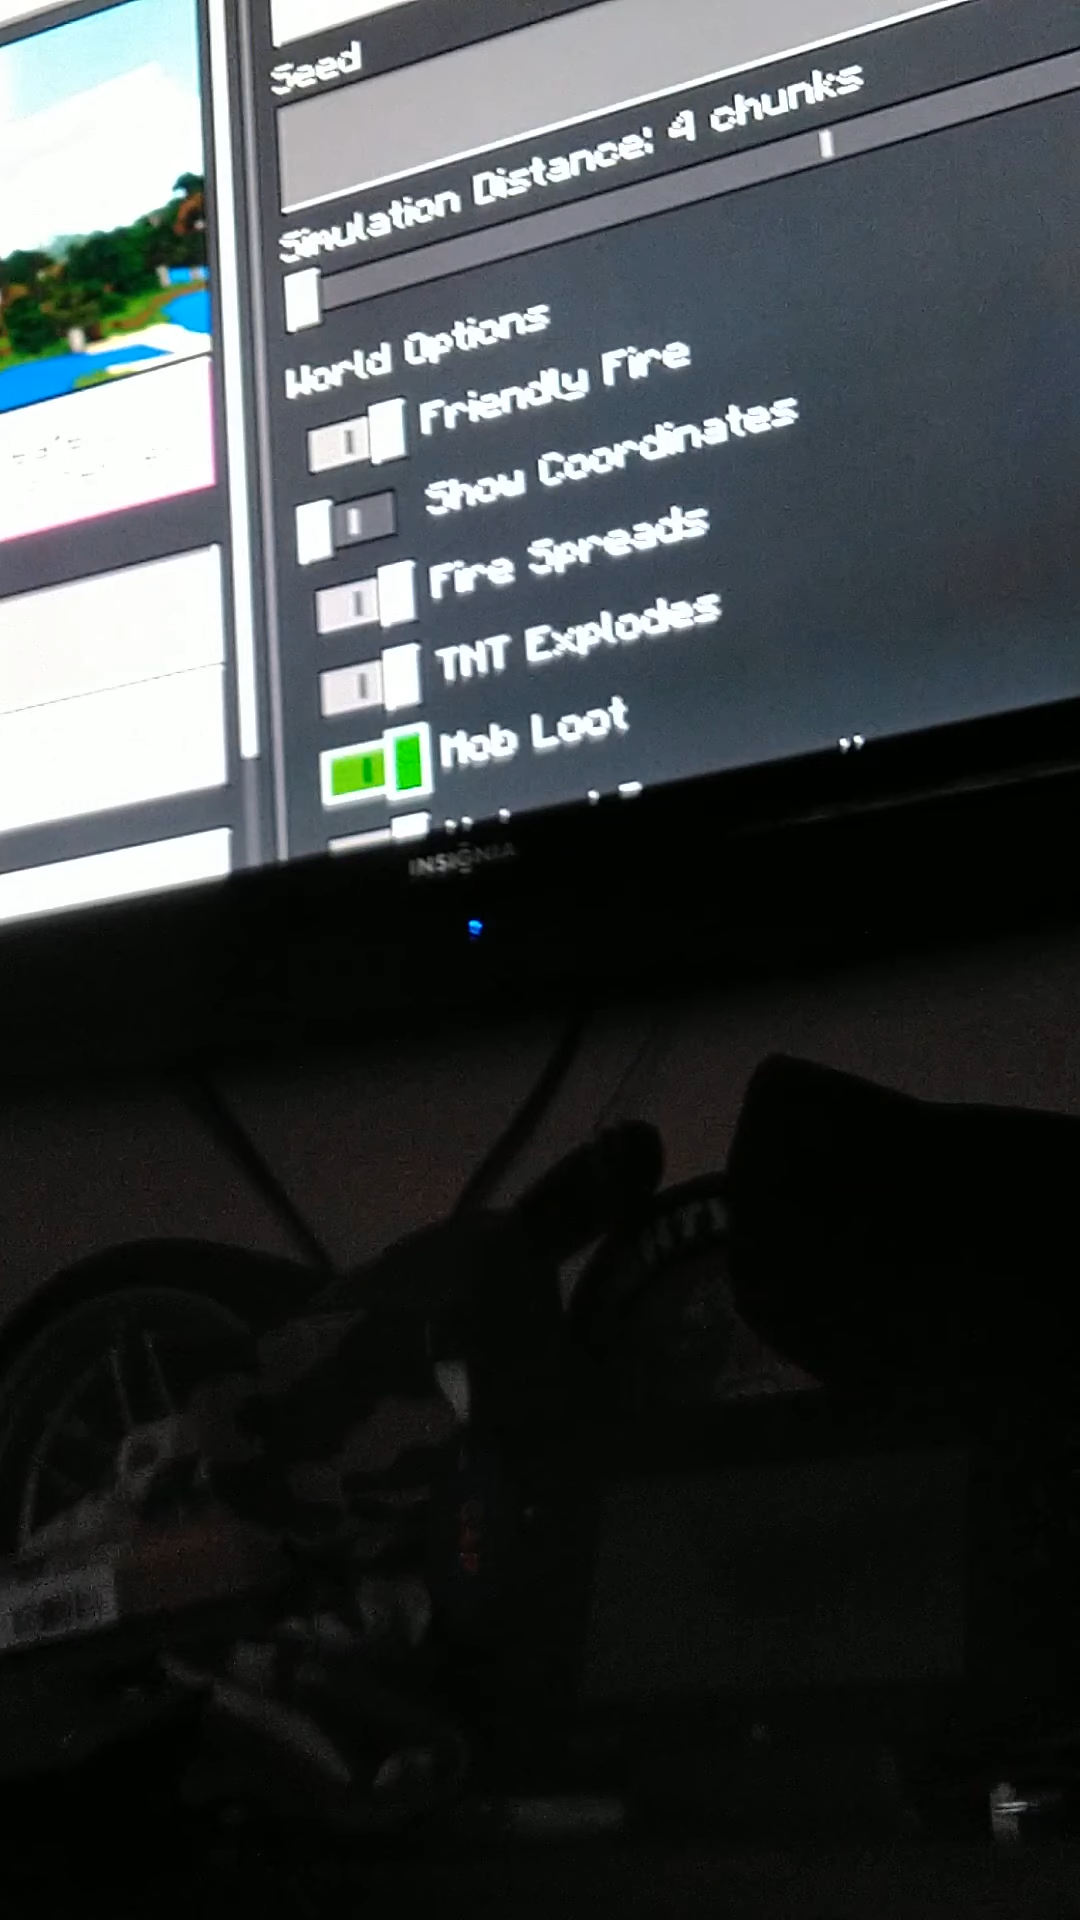 Seed
Simulation Distance: 4 chunks
World Options
Friendly Fire
Show Coordinates
Fire Spreads
TNT Explodes
Mob Loot
INSIGNIA